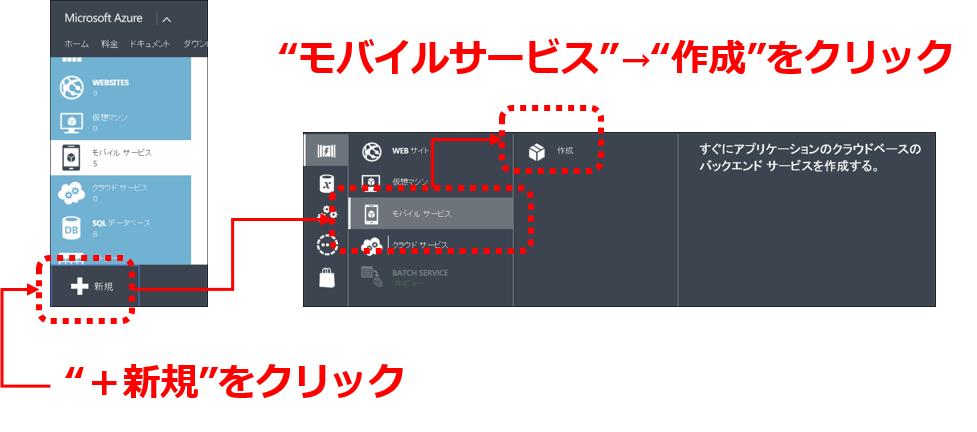 Microsoft Azure
ホーム 料金 ドキュメント
WEBSITES
9
仮想マシン
0
モバイル サービス
5
クラウド サービス
0
DB
SQL データベース
8
新規
“モバイルサービス”→“作成”をクリック
WEB サイト
仮想マシン
モバイル サービス
クラウド サービス
BATCH SERVICE
プレビュー
作成
すぐにアプリケーションのクラウドベースの
バックエンド サービスを作成する。
“＋新規”をクリック